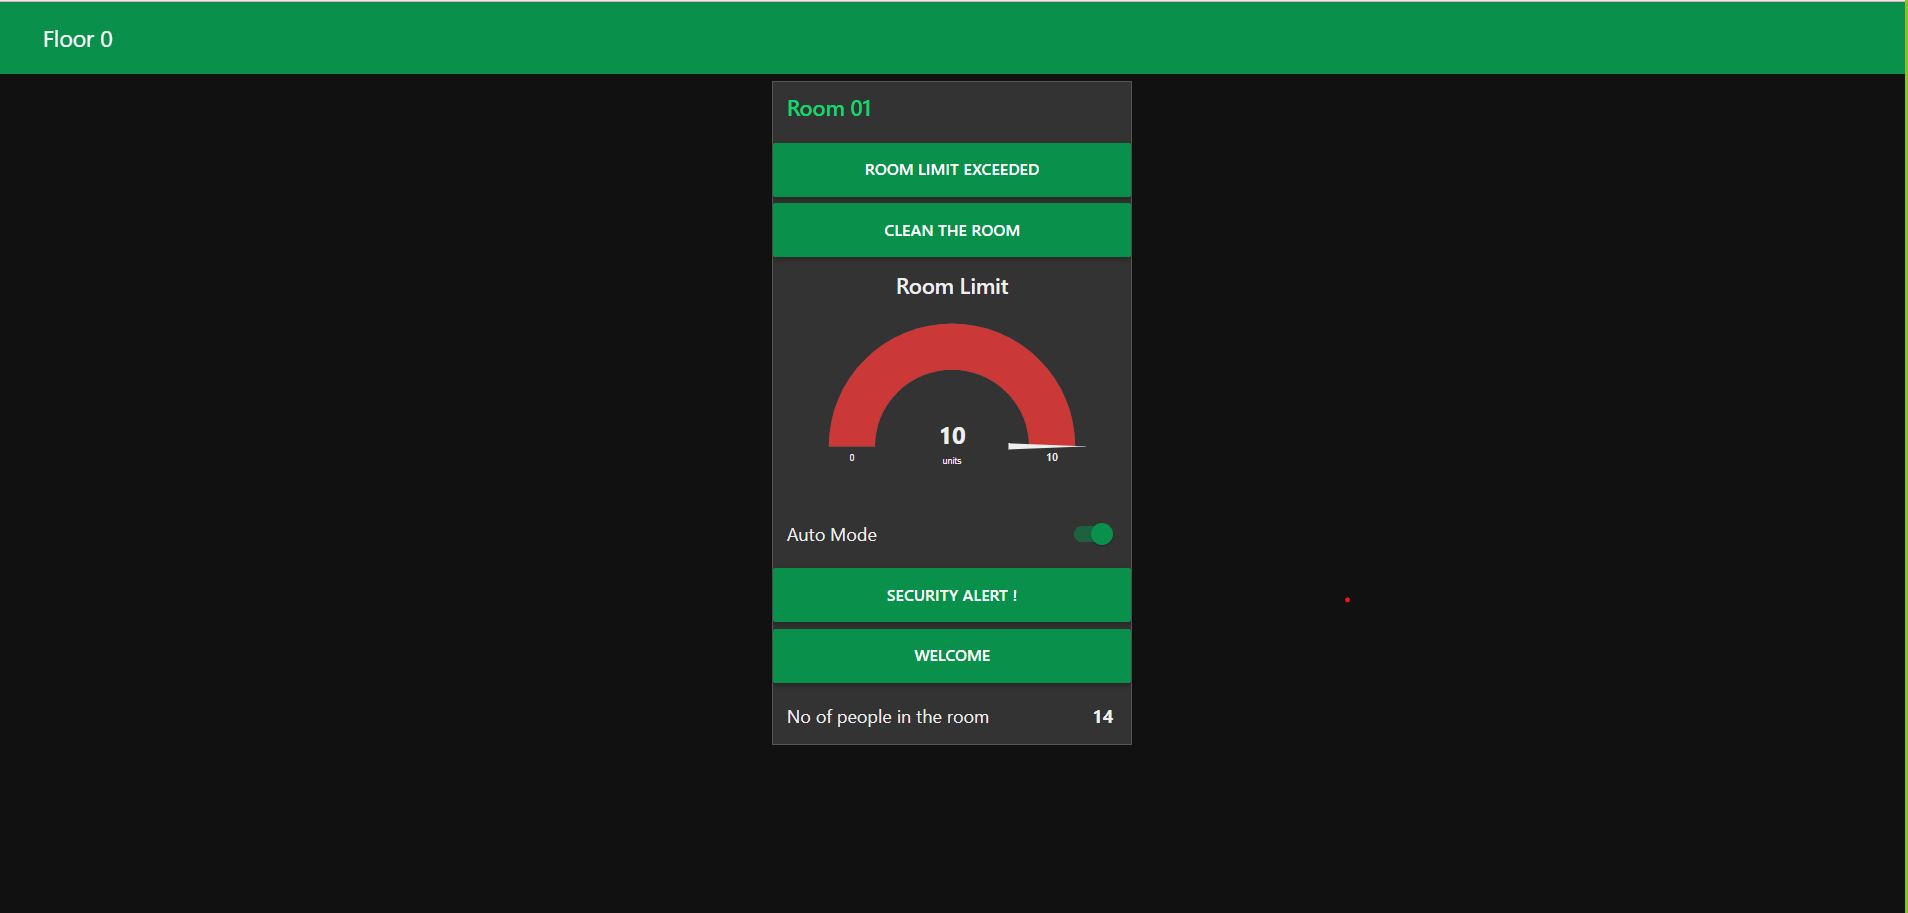 Floor 0
Room 01
ROOM LIMIT EXCEEDED
CLEAN THE ROOM
Room Limit
10
units
0
10
Auto Mode
SECURITY ALERT !
WELCOME
No of people in the room 14